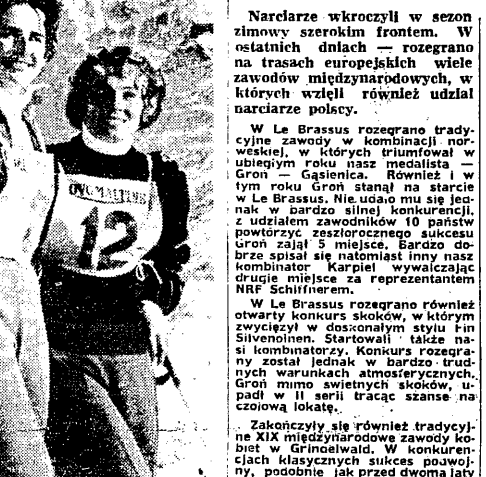 OVOMALTINE
12
Narciarze wkroczyli w sezon
zimowy szerokim frontem. W
ostatnich dniach — rozegrano
na trasach europejskich wiele
zawodów międzynarodowych, w
których wzięli również udział
narciarze polscy.
W Le Brassus rozegrano trady-
cyjne zawody w kombinacji nor-
weskiej, w których triumfował w
ubiegłym roku nasz medalista —
Groń — Gąsienica. Również i w
tym roku Groń stanął na starcie
w Le Brassus. Nie udało mu się jed-
nak w bardzo silnej konkurencji,
z udziałem zawodników 10 państw
powtórzyć zeszłorocznego sukcesu
Groń zajął 5 miejsce. Bardzo do-
brze spisał się natomiast inny nasz
kombinator Karpiel wywalczając
drugie miejsce za reprezentantem
NRF Schiffnerem.
W Le Brassus rozegrano również
otwarty konkurs skoków, w którym
zwyciężył w doskonałym stylu Fin
Silvenoinen. Startowali także na-
si kombinatorzy. Konkurs rozegra-
ny został jednak w bardzo trud-
nych warunkach atmosferycznych.
Groń mimo świetnych skoków, u-
padł w II serii tracąc szanse na
czołową lokatę.
Zakończyły się również tradycyj-
ne XIX międzynarodowe zawody ko-
biet w Grindelwald. W konkuren-
cjach klasycznych sukces podwój-
ny, podobnie jak przed dwoma laty